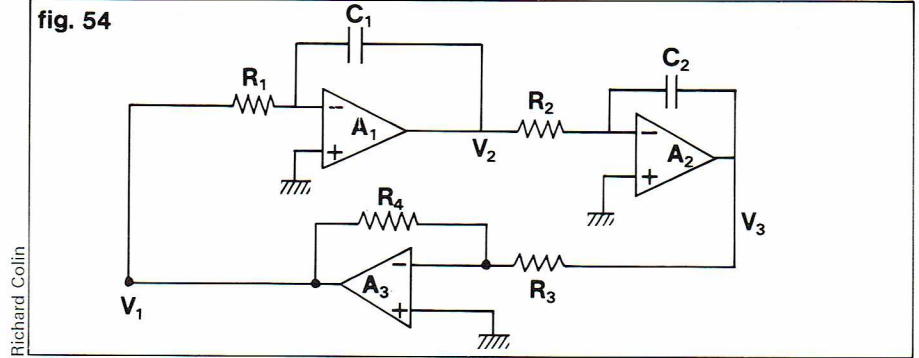 fig. 54
C1
R1
−
A1
+
V2
R2
C2
−
A2
+
V3
R4
−
A3
+
R3
V1
Richard Colin